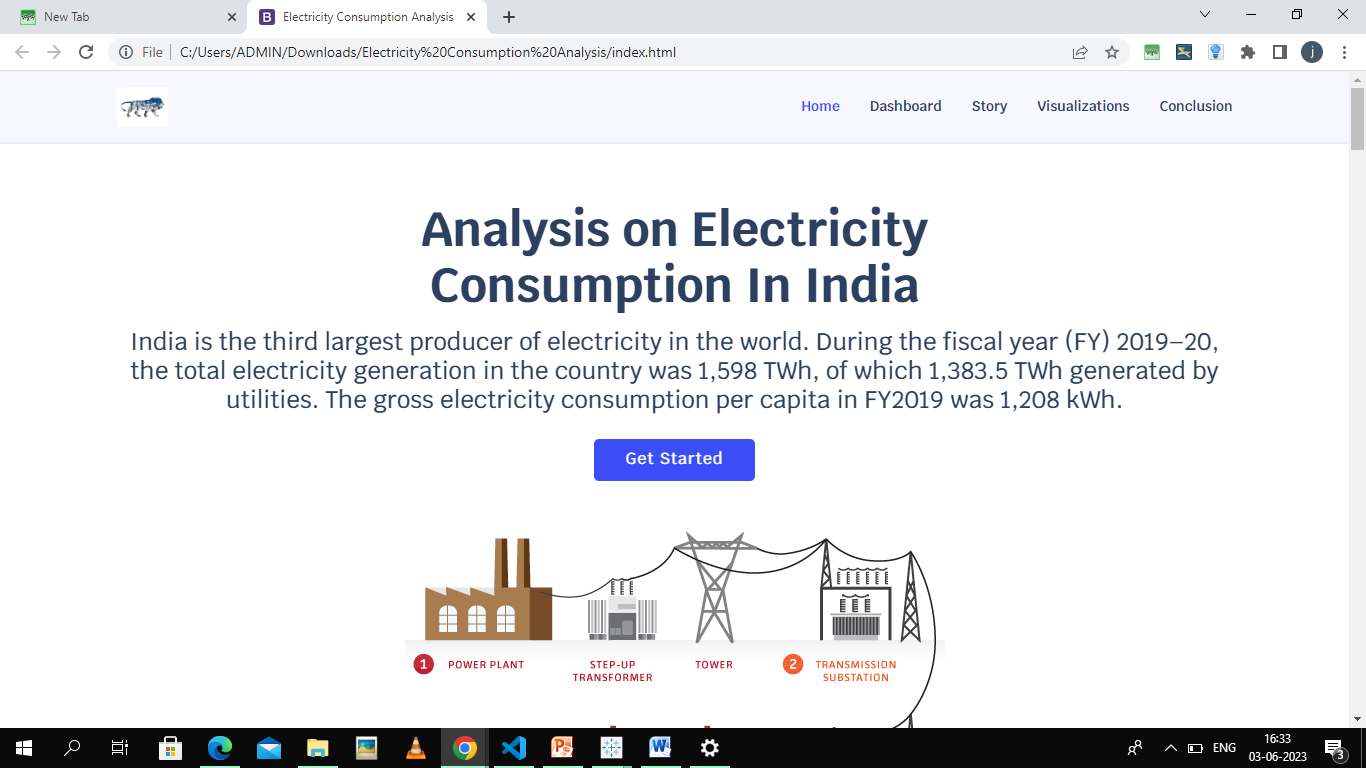 New Tab
Electricity Consumption Analysis
File
C:/Users/ADMIN/Downloads/Electricity%20Consumption%20Analysis/index.html
j
Home Dashboard Story Visualizations Conclusion
Analysis on Electricity
Consumption In India
India is the third largest producer of electricity in the world. During the fiscal year (FY) 2019–20,
the total electricity generation in the country was 1,598 TWh, of which 1,383.5 TWh generated by
utilities. The gross electricity consumption per capita in FY2019 was 1,208 kWh.
Get Started
1 POWER PLANT
STEP-UP
TRANSFORMER
TOWER
2 TRANSMISSION
SUBSTATION
ENG
16:33
03-06-2023
3